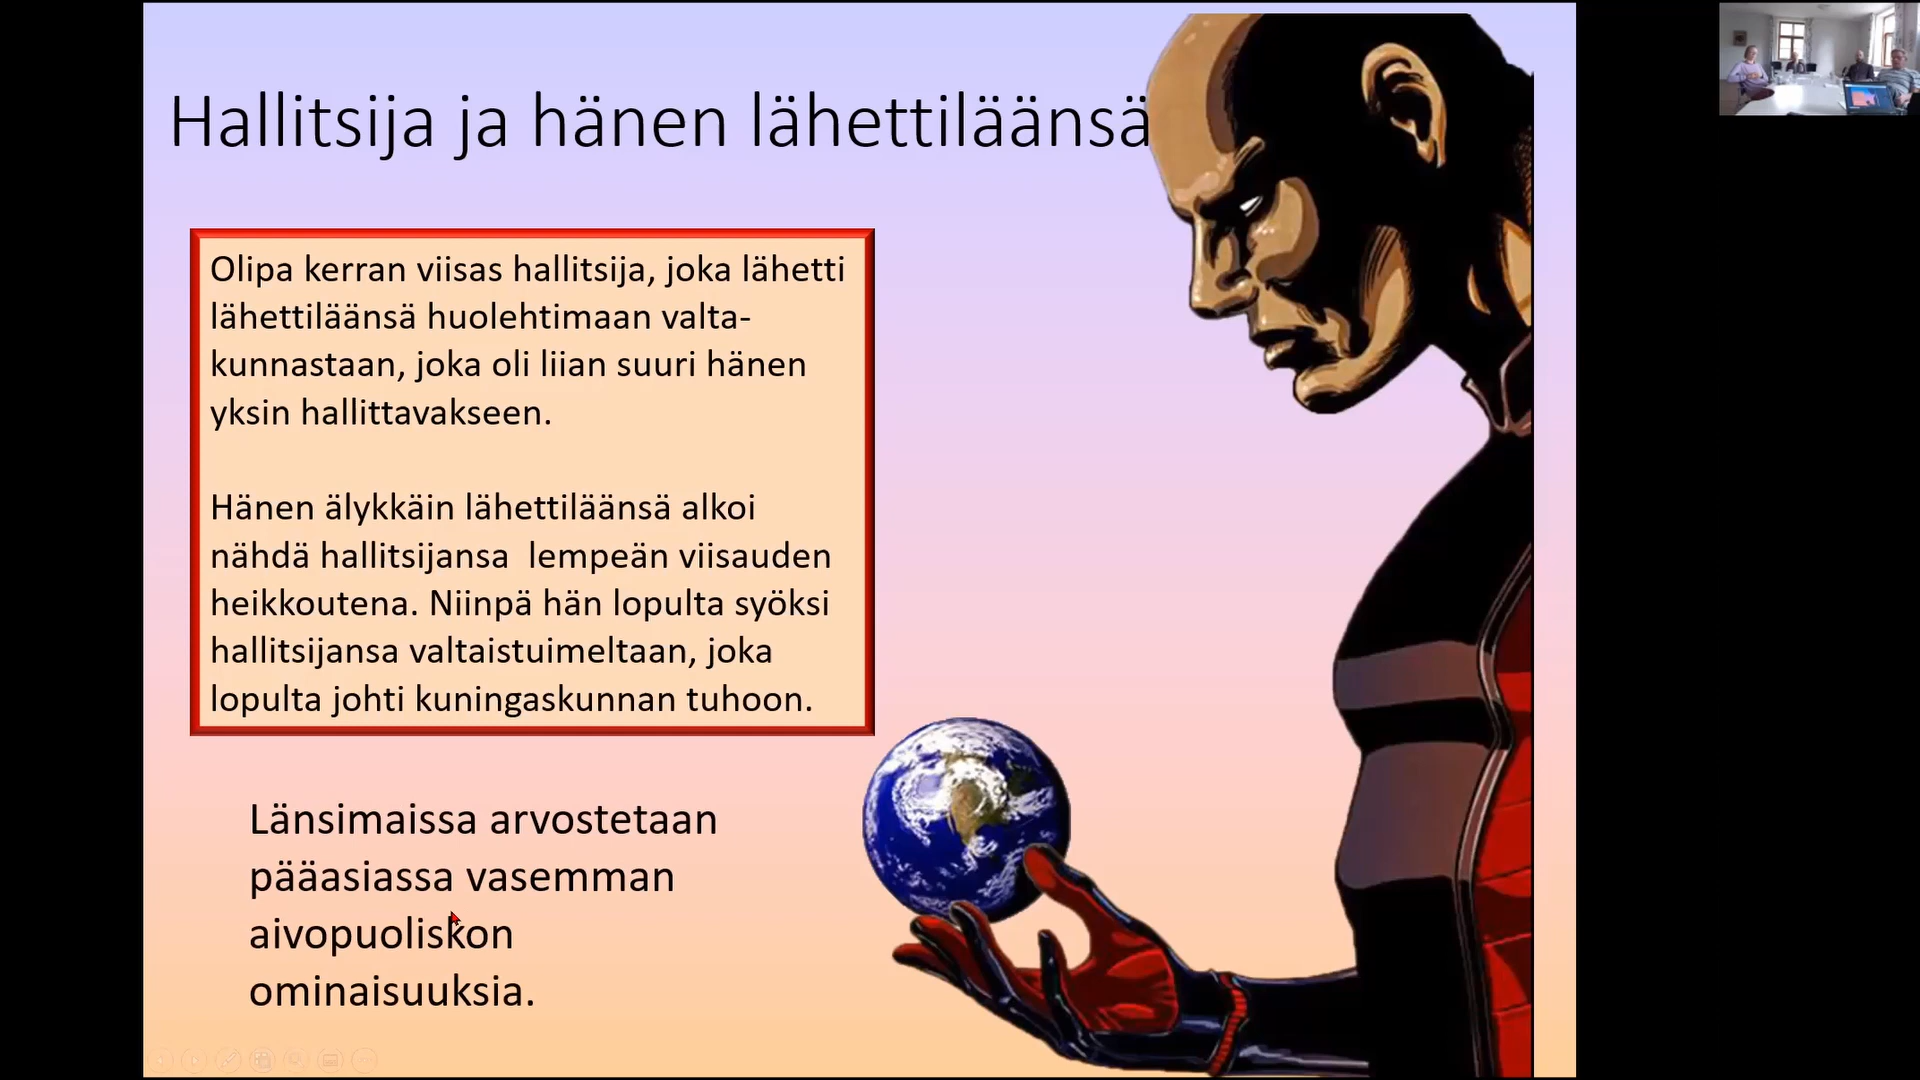 Hallitsija ja hänen lähettiläänsä
Olipa kerran viisas hallitsija, joka lähetti
lähettiläänsä huolehtimaan valta-
kunnastaan, joka oli liian suuri hänen
yksin hallittavakseen.
Hänen älykkäin lähettiläänsä alkoi
nähdä hallitsijansa  lempeän viisauden
heikkoutena. Niinpä hän lopulta syöksi
hallitsijansa valtaistuimeltaan, joka
lopulta johti kuningaskunnan tuhoon.
Länsimaissa arvostetaan
pääasiassa vasemman
aivopuoliskon
ominaisuuksia.